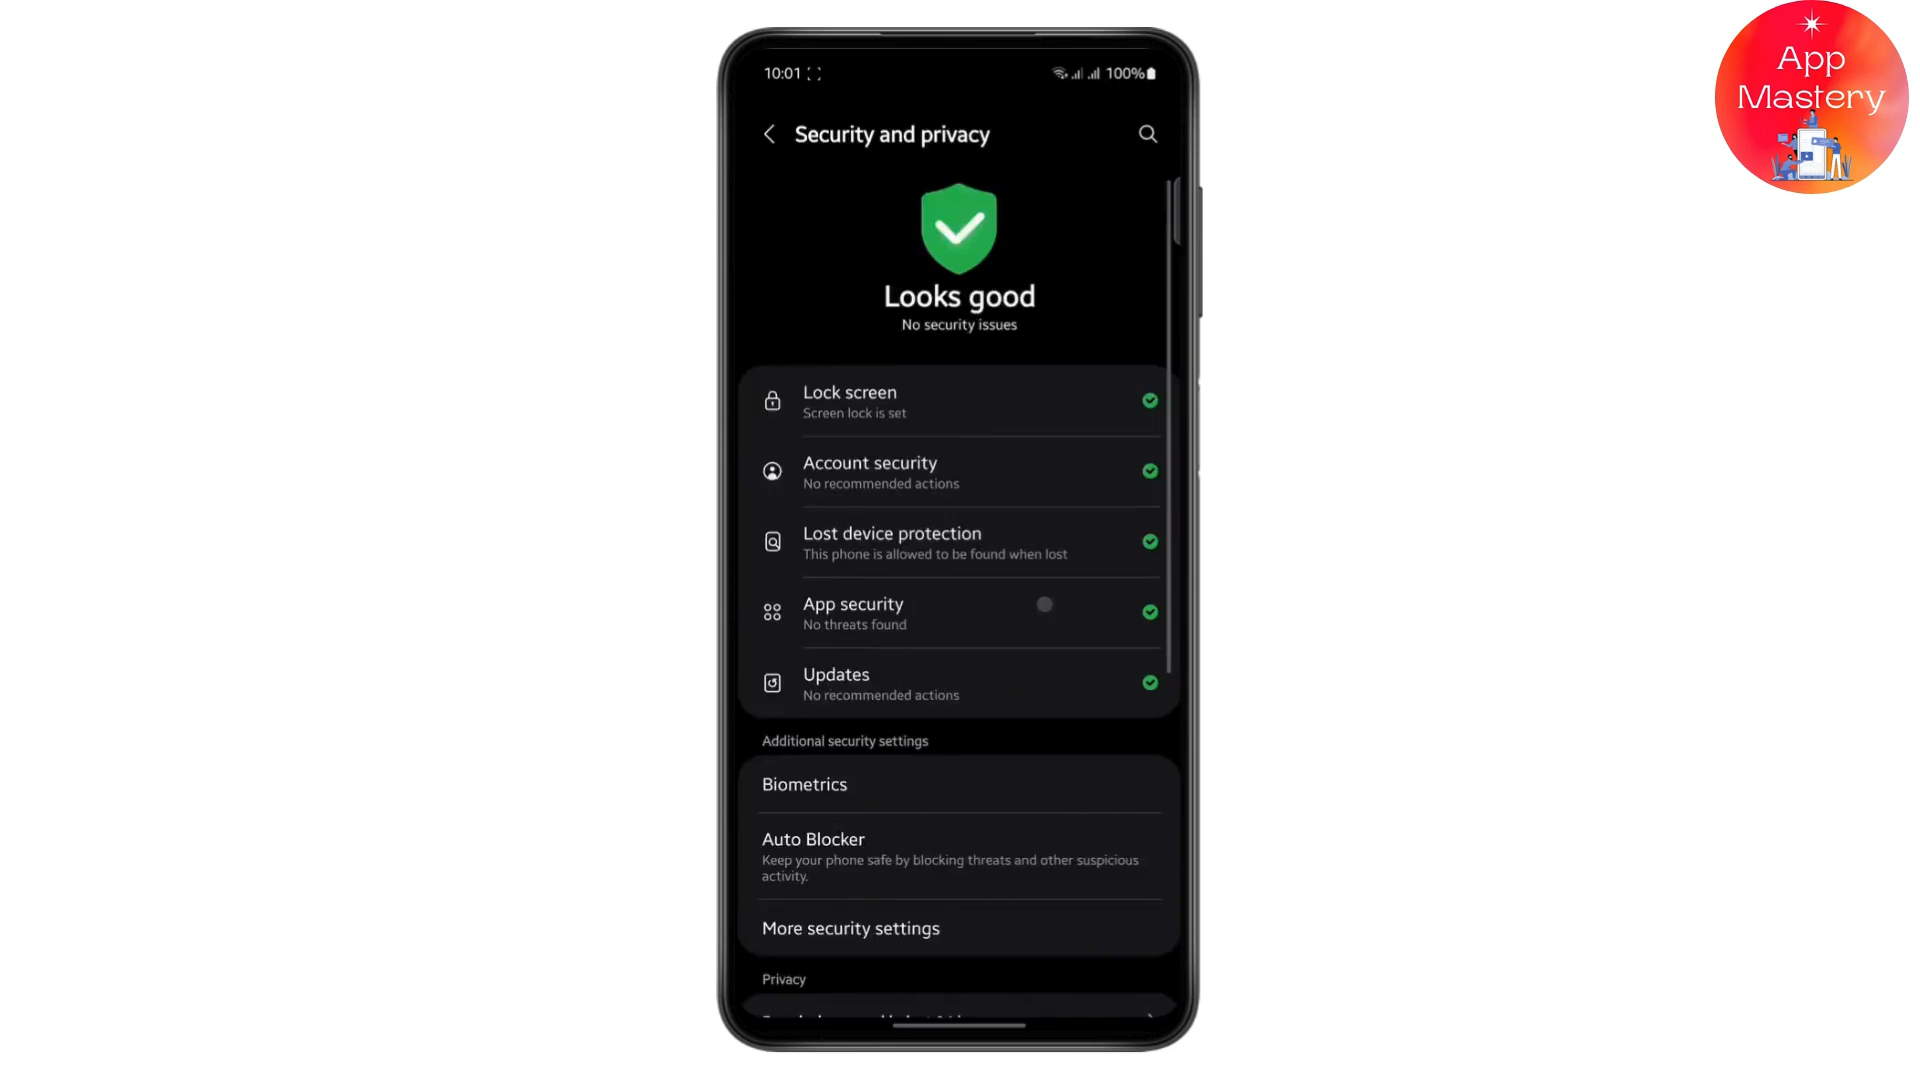 App
Mastery
10:01
100%
Security and privacy
Looks good
No security issues
Lock screen
Screen lock is set
Account security
No recommended actions
Lost device protection
This phone is allowed to be found when lost
App security
No threats found
Updates
No recommended actions
Additional security settings
Biometrics
Auto Blocker
Keep your phone safe by blocking threats and other suspicious
activity.
More security settings
Privacy